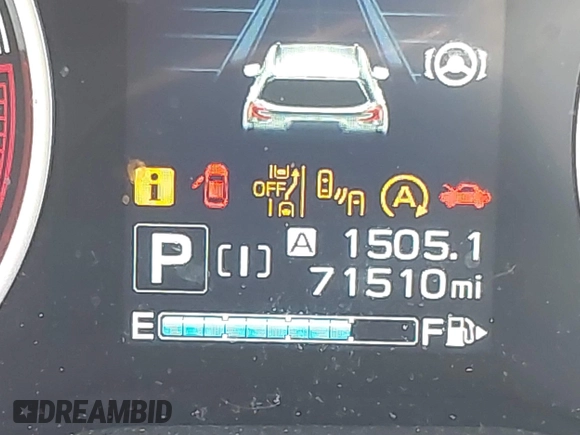 i
OFF
A
P
[I]
A 1505.1
71510mi
E F
★DREAMBID